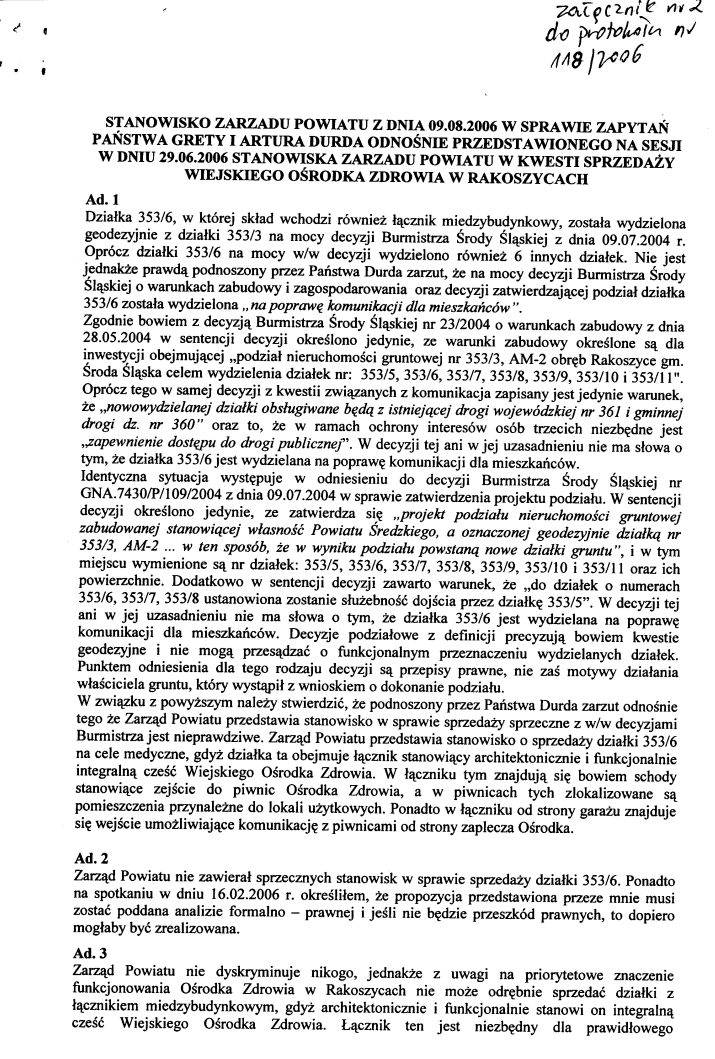 załącznik nr 2
do protokołu nr
118/2006
STANOWISKO ZARZADU POWIATU Z DNIA 09.08.2006 W SPRAWIE ZAPYTAŃ
PAŃSTWA GRETY I ARTURA DURDA ODNOŚNIE PRZEDSTAWIONEGO NA SESJI
W DNIU 29.06.2006 STANOWISKA ZARZĄDU POWIATU W KWESTI SPRZEDAŻY
WIEJSKIEGO OŚRODKA ZDROWIA W RAKOSZYCACH
Ad. 1
Działka 353/6, w której skład wchodzi również łącznik miedzybudynkowy, została wydzielona
geodezyjnie z działki 353/3 na mocy decyzji Burmistrza Środy Śląskiej z dnia 09.07.2004 r.
Oprócz działki 353/6 na mocy w/w decyzji wydzielono również 6 innych działek. Nie jest
jednakże prawdą podnoszony przez Państwa Durda zarzut, że na mocy decyzji Burmistrza Środy
Śląskiej o warunkach zabudowy i zagospodarowania oraz decyzji zatwierdzającej podział działka
353/6 została wydzielona „na poprawę komunikacji dla mieszkańców".
Zgodnie bowiem z decyzją Burmistrza Środy Śląskiej nr 23/2004 o warunkach zabudowy z dnia
28.05.2004 w sentencji decyzji określono jedynie, ze warunki zabudowy określone są dla
inwestycji obejmującej „podział nieruchomości gruntowej nr 353/3, AM-2 obręb Rakoszyce gm.
Środa Śląska celem wydzielenia działek nr: 353/5, 353/6, 353/7, 353/8, 353/9, 353/10 i 353/11".
Oprócz tego w samej decyzji z kwestii związanych z komunikacja zapisany jest jedynie warunek,
że „nowowydzielanej działki obsługiwane będą z istniejącej drogi wojewódzkiej nr 361 i gminnej
drogi dz. nr 360" oraz to, że w ramach ochrony interesów osób trzecich niezbędne jest
„zapewnienie dostępu do drogi publicznej". W decyzji tej ani w jej uzasadnieniu nie ma słowa o
tym, że działka 353/6 jest wydzielana na poprawę komunikacji dla mieszkańców.
Identyczna sytuacja występuje w odniesieniu do decyzji Burmistrza Środy Śląskiej nr
GNA.7430/P/109/2004 z dnia 09.07.2004 w sprawie zatwierdzenia projektu podziału. W sentencji
decyzji określono jedynie, ze zatwierdza się „projekt podziału nieruchomości gruntowej
zabudowanej stanowiącej własność Powiatu Średzkiego, a oznaczonej geodezyjnie działką nr
353/3, AM-2 ... w ten sposób, że w wyniku podziału powstaną nowe działki gruntu", i w tym
miejscu wymienione są nr działek: 353/5, 353/6, 353/7, 353/8, 353/9, 353/10 i 353/11 oraz ich
powierzchnie. Dodatkowo w sentencji decyzji zawarto warunek, że „do działek o numerach
353/6, 353/7, 353/8 ustanowiona zostanie służebność dojścia przez działkę 353/5”. W decyzji tej
ani w jej uzasadnieniu nie ma słowa o tym, że działka 353/6 jest wydzielana na poprawę
komunikacji dla mieszkańców. Decyzje podziałowe z definicji precyzują bowiem kwestie
geodezyjne i nie mogą przesądzać o funkcjonalnym przeznaczeniu wydzielanych działek.
Punktem odniesienia dla tego rodzaju decyzji są przepisy prawne, nie zaś motywy działania
właściciela gruntu, który wystąpił z wnioskiem o dokonanie podziału.
W związku z powyższym należy stwierdzić, że podnoszony przez Państwa Durda zarzut odnośnie
tego że Zarząd Powiatu przedstawia stanowisko w sprawie sprzedaży sprzeczne z w/w decyzjami
Burmistrza jest nieprawdziwe. Zarząd Powiatu przedstawia stanowisko o sprzedaży działki 353/6
na cele medyczne, gdyż działka ta obejmuje łącznik stanowiący architektonicznie i funkcjonalnie
integralną cześć Wiejskiego Ośrodka Zdrowia. W łączniku tym znajdują się bowiem schody
stanowiące zejście do piwnic Ośrodka Zdrowia, a w piwnicach tych zlokalizowane są
pomieszczenia przynależne do lokali użytkowych. Ponadto w łączniku od strony garażu znajduje
się wejście umożliwiające komunikację z piwnicami od strony zaplecza Ośrodka.
Ad. 2
Zarząd Powiatu nie zawierał sprzecznych stanowisk w sprawie sprzedaży działki 353/6. Ponadto
na spotkaniu w dniu 16.02.2006 r. określiłem, że propozycja przedstawiona przeze mnie musi
zostać poddana analizie formalno – prawnej i jeśli nie będzie przeszkód prawnych, to dopiero
mogłaby być zrealizowana.
Ad. 3
Zarząd Powiatu nie dyskryminuje nikogo, jednakże z uwagi na priorytetowe znaczenie
funkcjonowania Ośrodka Zdrowia w Rakoszycach nie może odrębnie sprzedać działki z
łącznikiem miedzybudynkowym, gdyż architektonicznie i funkcjonalnie stanowi on integralną
cześć Wiejskiego Ośrodka Zdrowia. Łącznik ten jest niezbędny dla prawidłowego